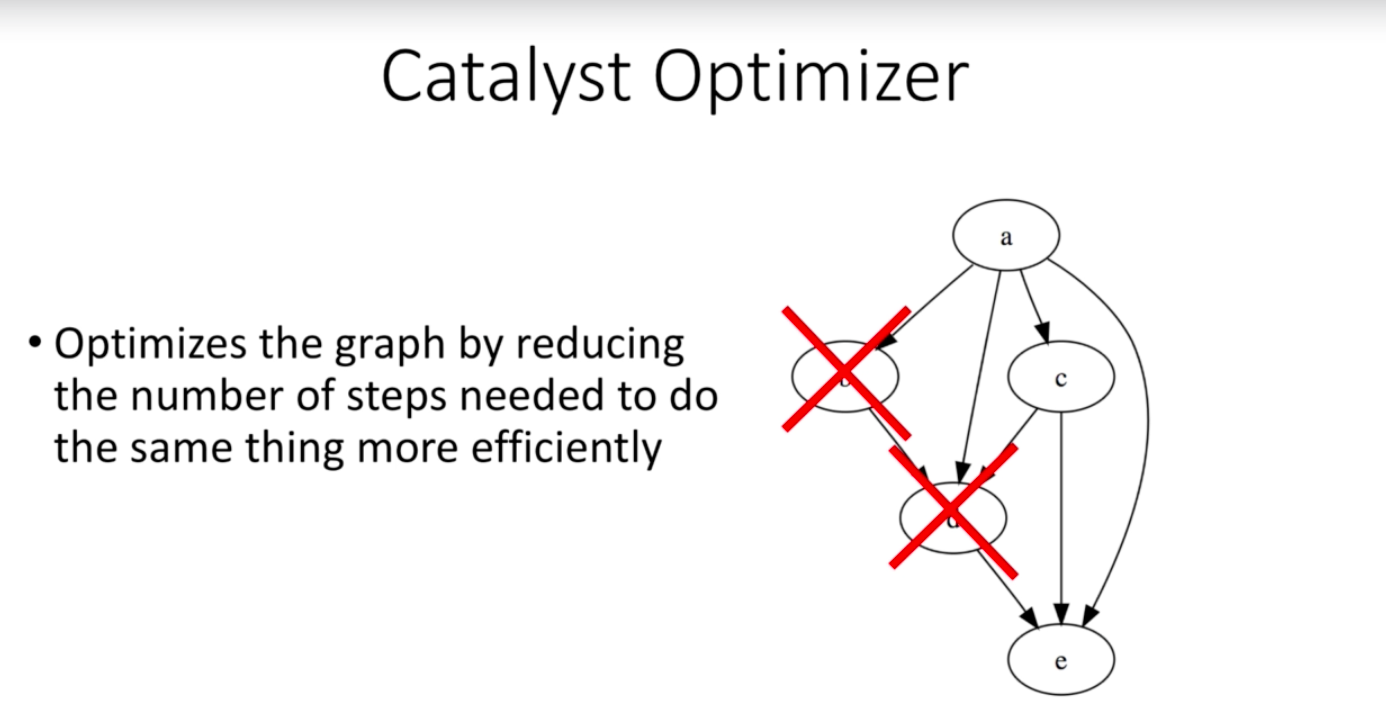 Catalyst Optimizer
• Optimizes the graph by reducing
the number of steps needed to do
the same thing more efficiently
a
c
e